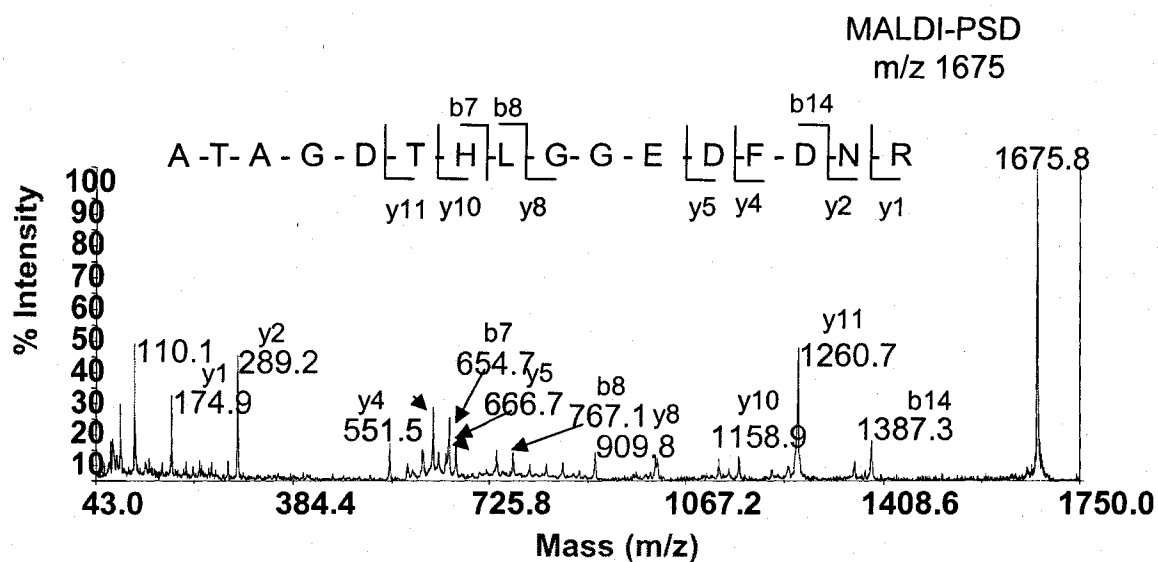 MALDI-PSD
m/z 1675
b7 b8 b14
A -T- A - G - D - T - H - L - G - G - E - D - F - D - N - R
y11 y10 y8 y5 y4 y2 y1
1675.8
% Intensity
100
90
80
70
60
50
40
30
20
10
110.1
y1
174.9
y2
289.2
y4
551.5
b7
654.7
y5
666.7
b8
767.1
y8
909.8
y10
1158.9
y11
1260.7
b14
1387.3
43.0 384.4 725.8 1067.2 1408.6 1750.0
Mass (m/z)